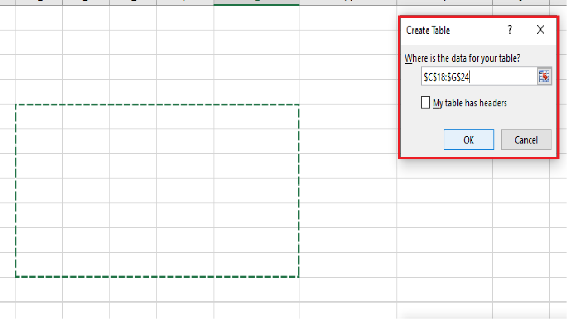 Create Table ? X
Where is the data for your table?
$C$18:$G$24
My table has headers
OK Cancel